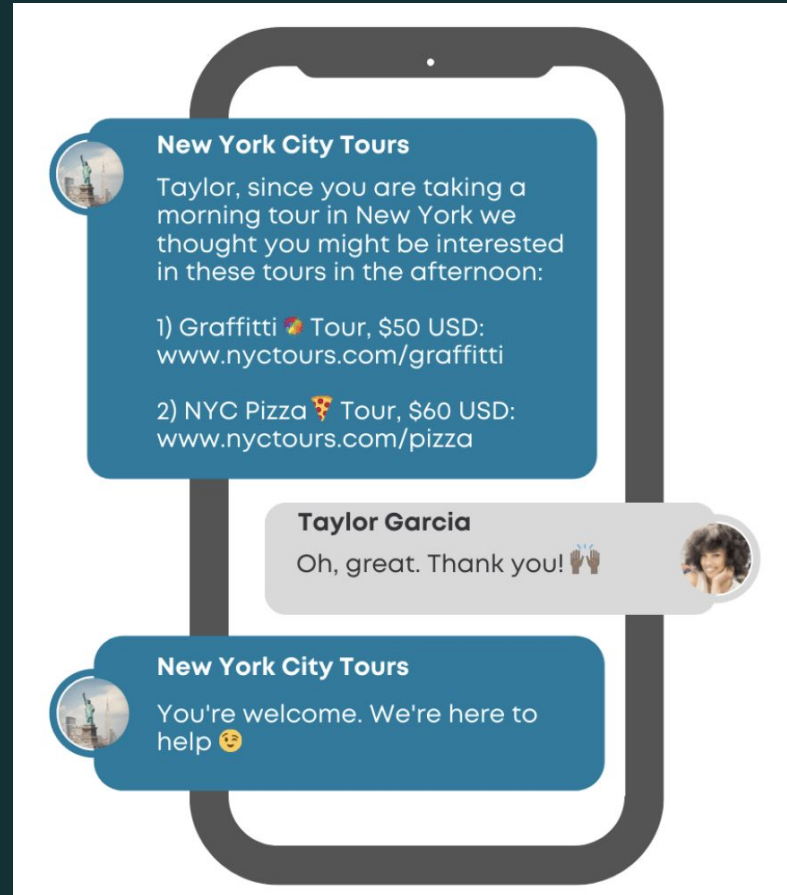 New York City Tours
Taylor, since you are taking a
morning tour in New York we
thought you might be interested
in these tours in the afternoon:
1) Graffitti 🎨 Tour, $50 USD:
www.nyctours.com/graffitti
2) NYC Pizza 🍕 Tour, $60 USD:
www.nyctours.com/pizza
Taylor Garcia
Oh, great. Thank you! 🙌🏾
New York City Tours
You're welcome. We're here to
help 😉